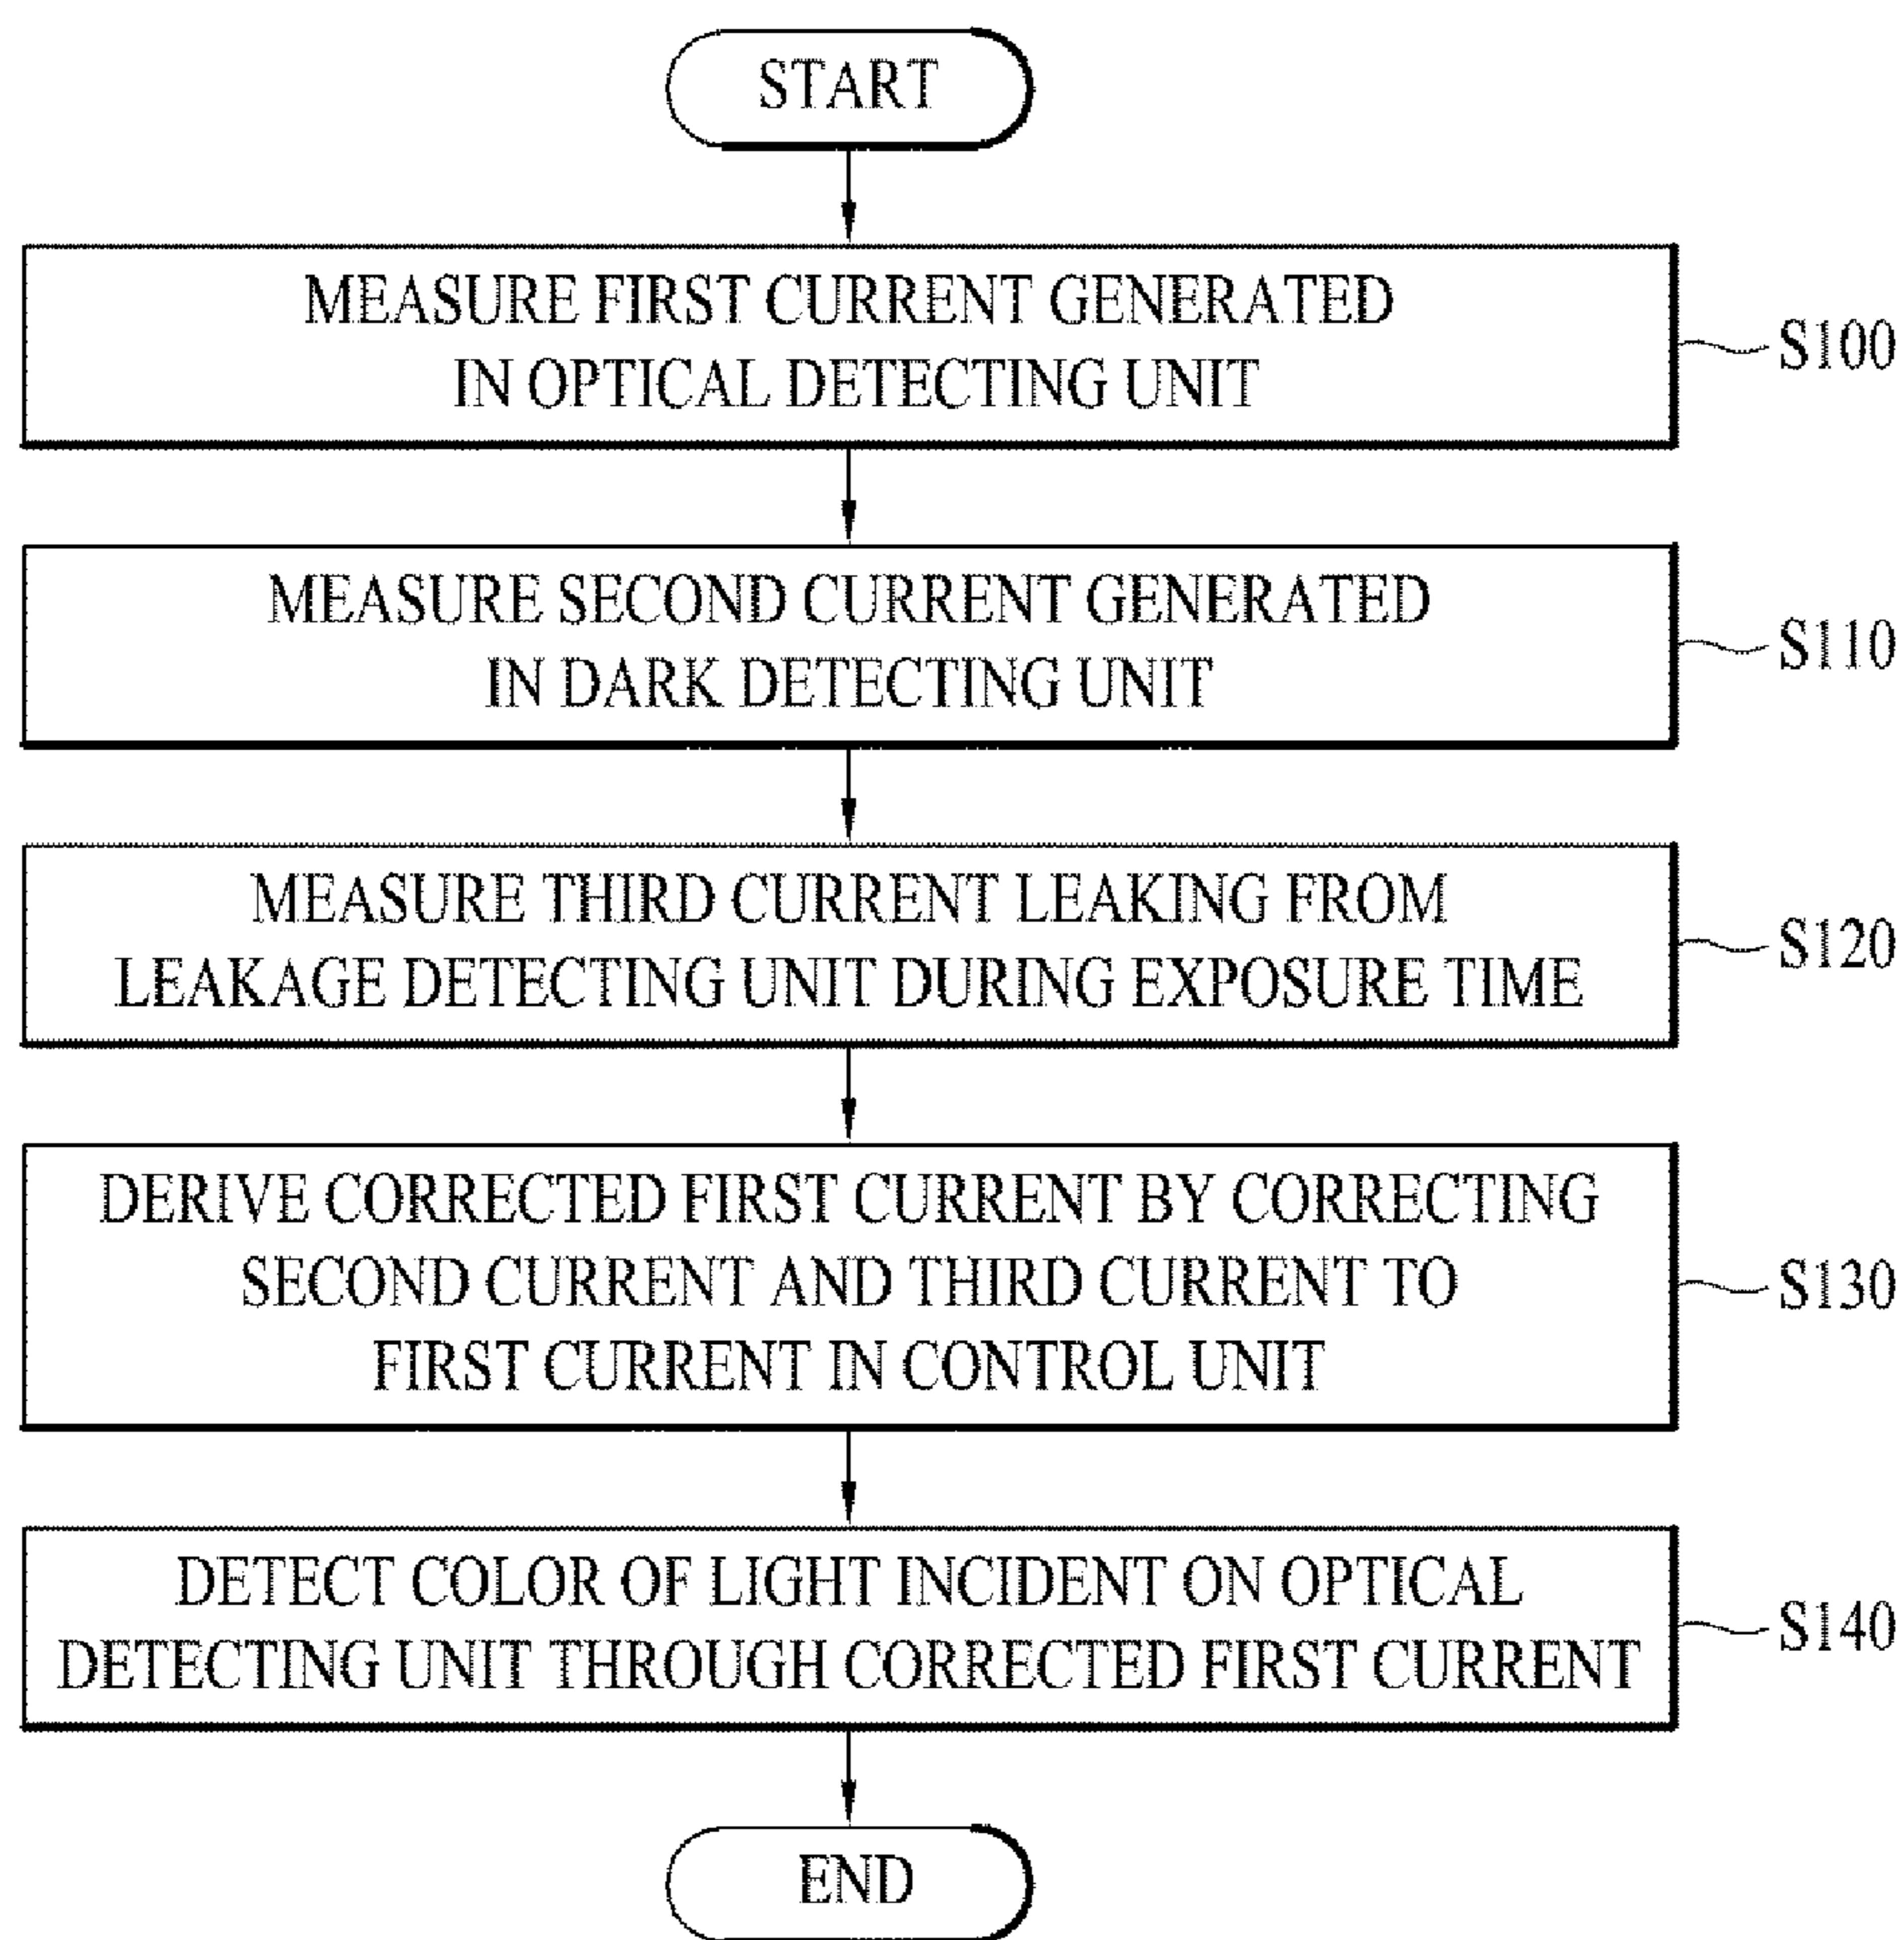 START
MEASURE FIRST CURRENT GENERATED
IN OPTICAL DETECTING UNIT
S100
MEASURE SECOND CURRENT GENERATED
IN DARK DETECTING UNIT
S110
MEASURE THIRD CURRENT LEAKING FROM
LEAKAGE DETECTING UNIT DURING EXPOSURE TIME
S120
DERIVE CORRECTED FIRST CURRENT BY CORRECTING
SECOND CURRENT AND THIRD CURRENT TO
FIRST CURRENT IN CONTROL UNIT
S130
DETECT COLOR OF LIGHT INCIDENT ON OPTICAL
DETECTING UNIT THROUGH CORRECTED FIRST CURRENT
S140
END